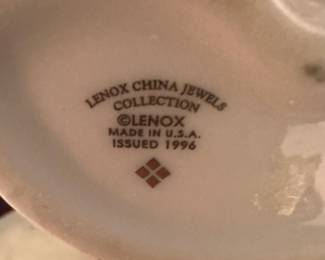 LENOX CHINA JEWELS
COLLECTION
©LENOX
MADE IN U.S.A.
ISSUED 1996